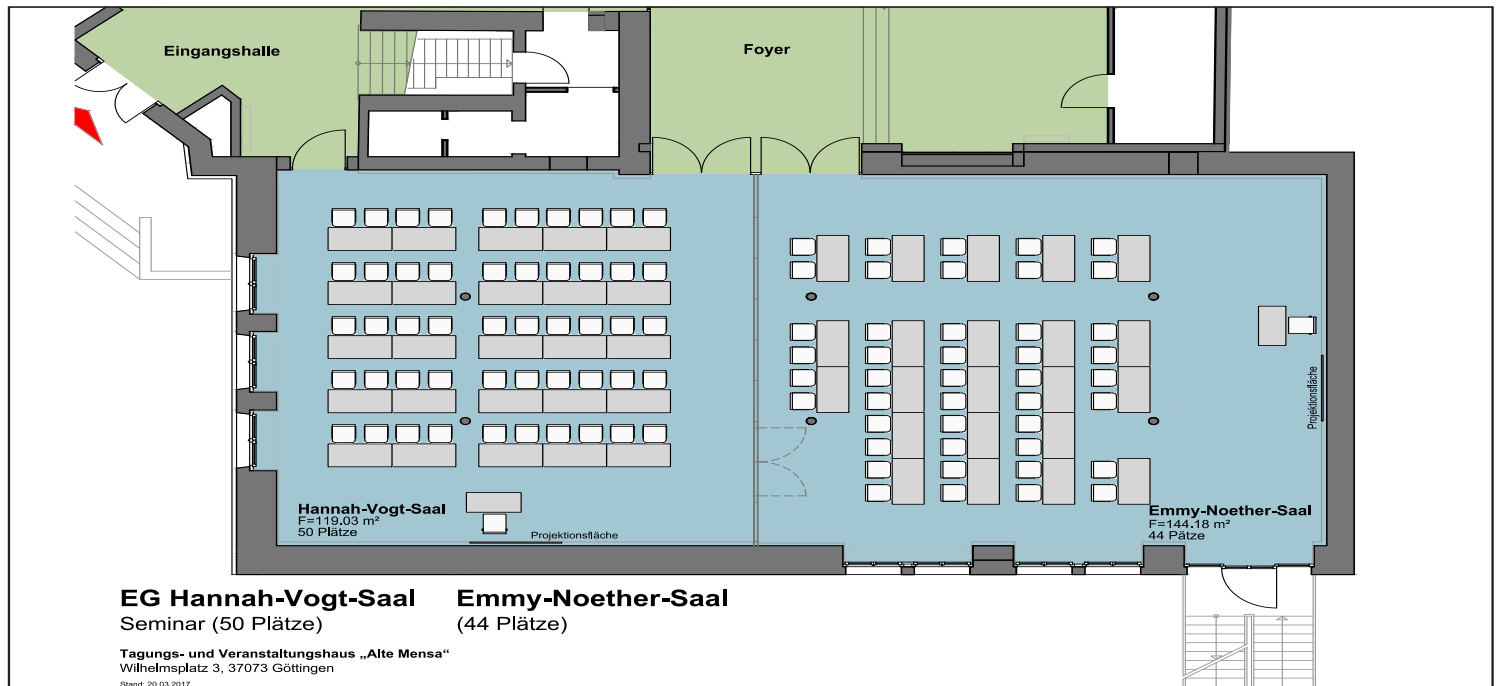 Eingangshalle
Foyer
Projektionsfläche
Hannah-Vogt-Saal
F=119.03 m²
50 Plätze
Projektionsfläche
Emmy-Noether-Saal
F=144.18 m²
44 Pätze
EG Hannah-Vogt-Saal Emmy-Noether-Saal
Seminar (50 Plätze) (44 Plätze)
Tagungs- und Veranstaltungshaus „Alte Mensa“
Wilhelmsplatz 3, 37073 Göttingen
Stand: 20.03.2017